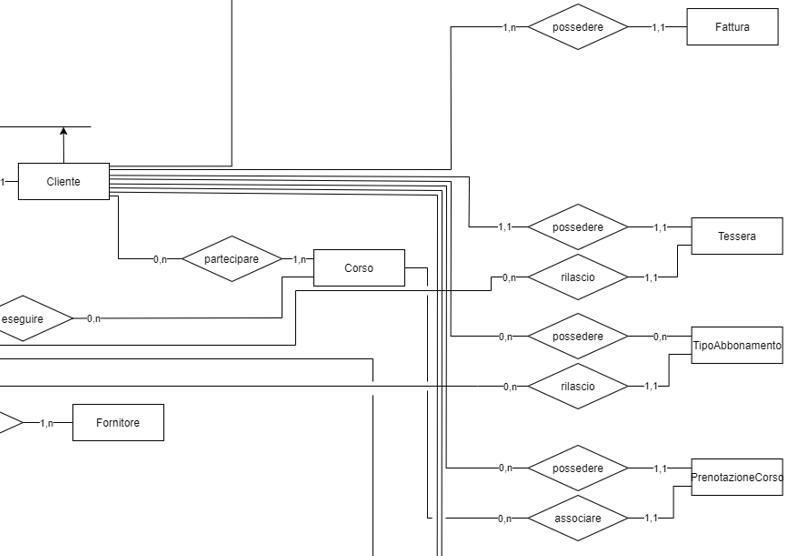 1,n
possedere
1,1
Fattura
1
Cliente
1,1
possedere
1,1
Tessera
0,n
partecipare
1,n
Corso
0,n
rilascio
1,1
eseguire
0,n
0,n
possedere
0,n
TipoAbbonamento
0,n
rilascio
1,1
1,n
Fornitore
0,n
possedere
1,1
PrenotazioneCorso
0,n
associare
1,1